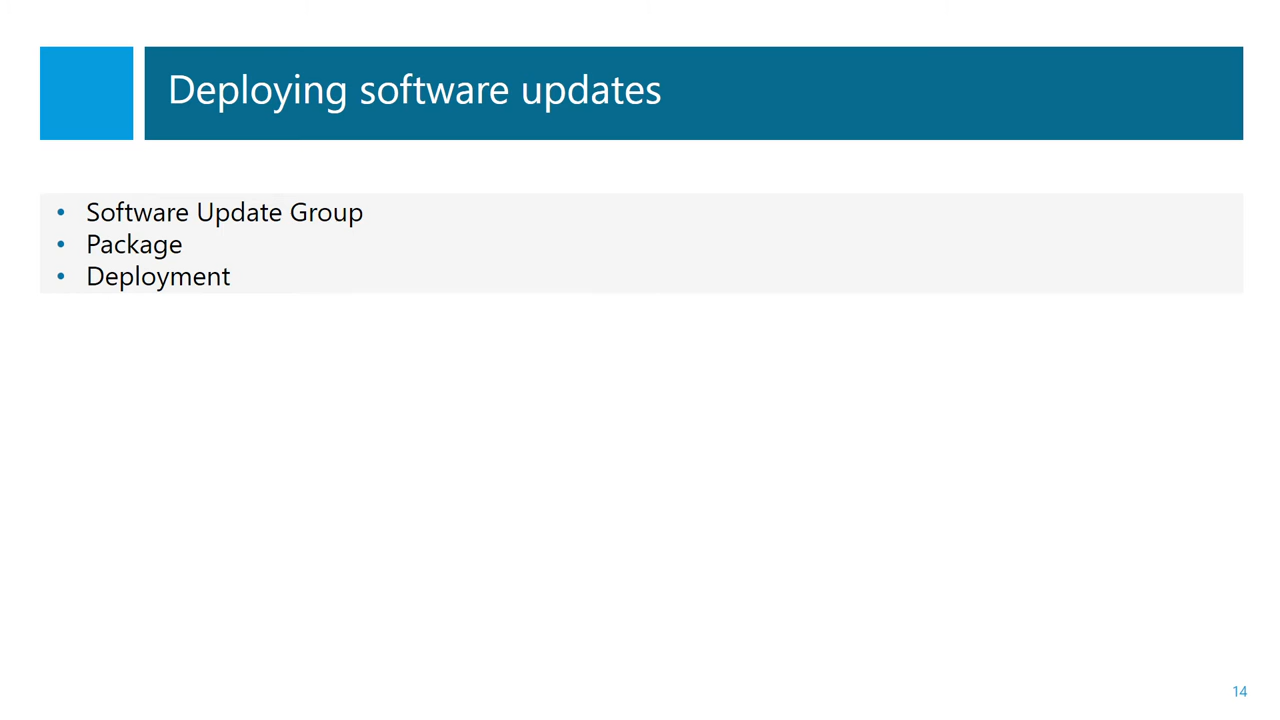 Deploying software updates
• Software Update Group
• Package
• Deployment
14